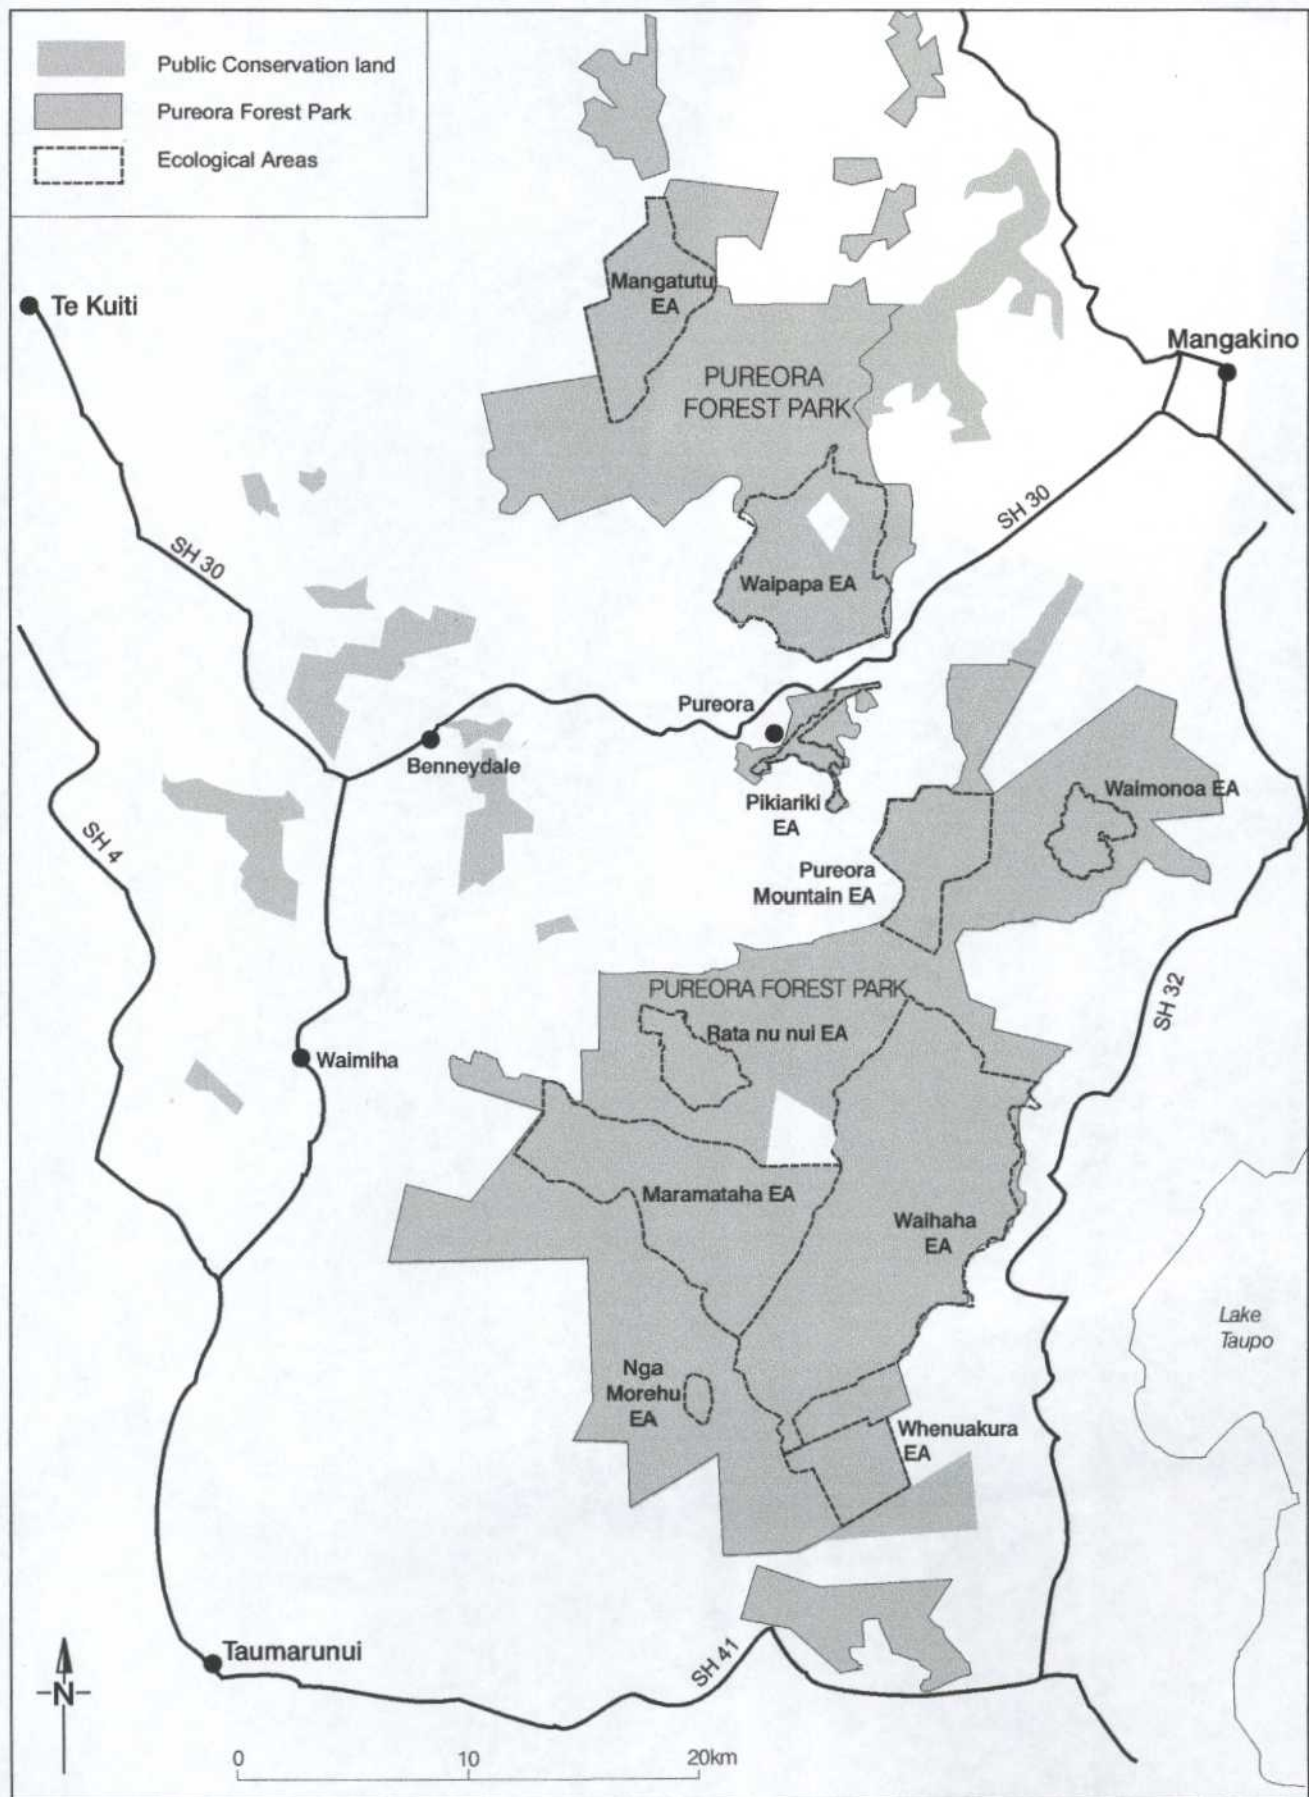 Public Conservation land
Pureora Forest Park
Ecological Areas
Te Kuiti
Mangatutu
EA
Mangakino
PUREORA
FOREST PARK
SH 30
SH 30
Waipapa EA
Pureora
Benneydale
Pikiariki
EA
Waimonoa EA
SH 4
Pureora
Mountain EA
PUREORA FOREST PARK
SH 32
Rata nu nui EA
Waimiha
Maramataha EA
Waihaha
EA
Lake
Taupo
Nga
Morehu
EA
Whenuakura
EA
Taumarunui
SH 41
N
0 10 20km